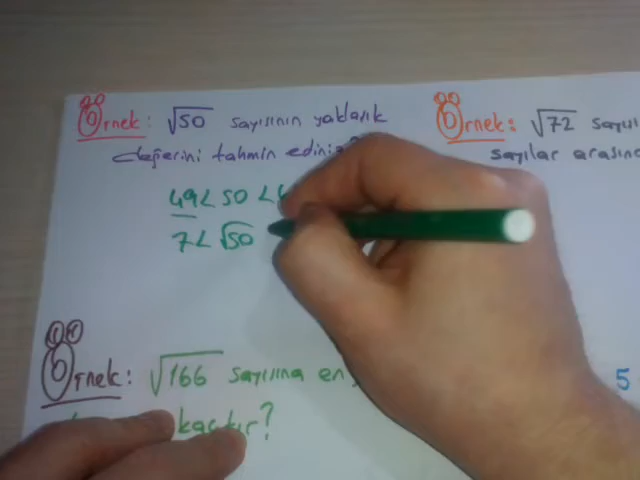 Örnek: √50 sayısının yaklaşık
değerini tahmin ediniz?
49 < 50 <
7 < √50
Örnek: √72 sayısı
sayılar arasınd
Örnek: √166 sayısına en
kaçtır?
5